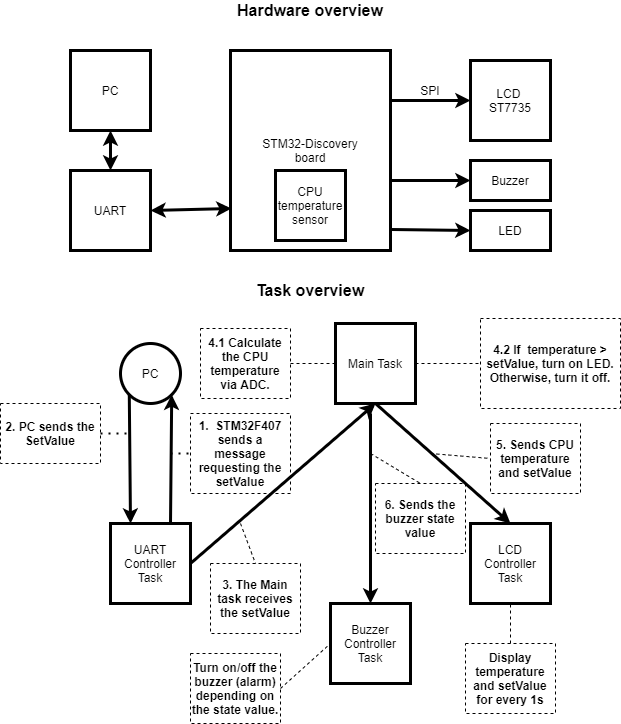 Hardware overview
PC
UART
STM32-Discovery
board
CPU
temperature
sensor
SPI
LCD
ST7735
Buzzer
LED
Task overview
PC
4.1 Calculate
the CPU
temperature
via ADC.
Main Task
4.2 If temperature >
setValue, turn on LED.
Otherwise, turn it off.
2. PC sends the
SetValue
1. STM32F407
sends a
message
requesting the
setValue
5. Sends CPU
temperature
and setValue
6. Sends the
buzzer state
value
UART
Controller
Task
3. The Main
task receives
the setValue
LCD
Controller
Task
Buzzer
Controller
Task
Turn on/off the
buzzer (alarm)
depending on
the state value.
Display
temperature
and setValue
for every 1s